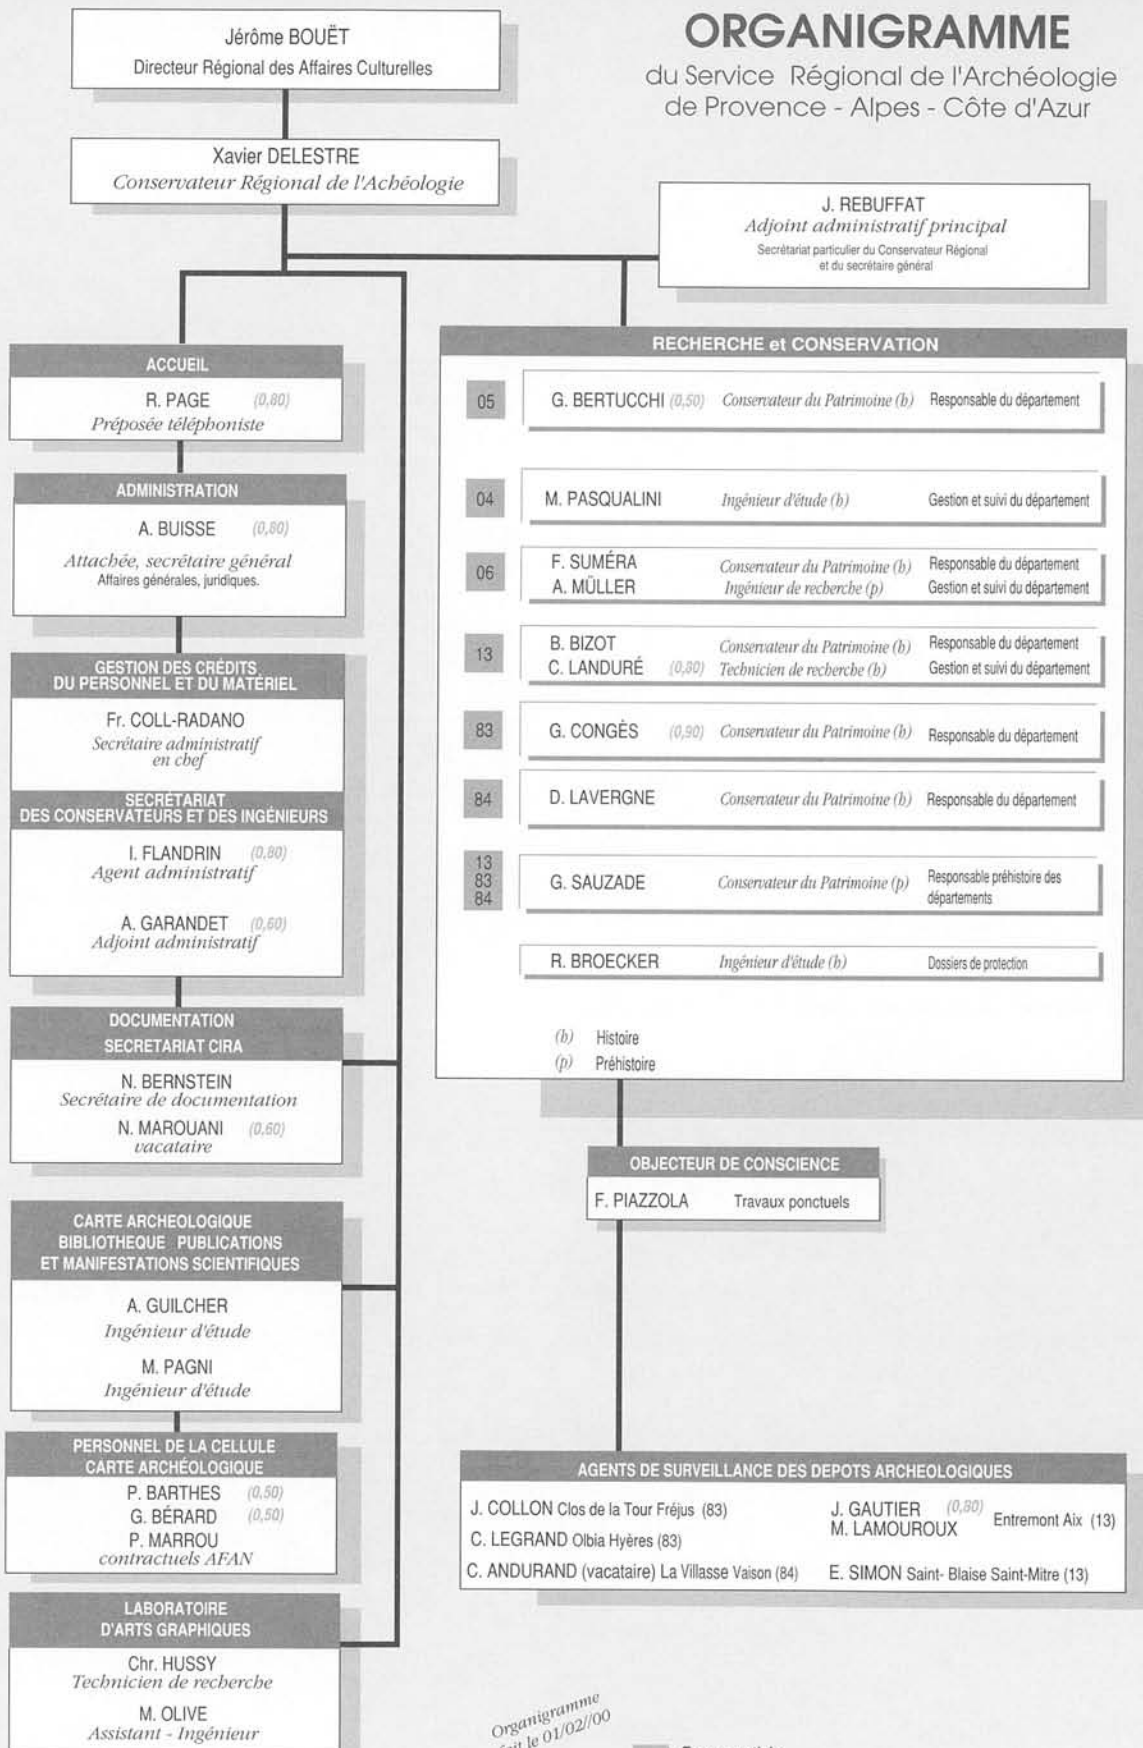 ORGANIGRAMME
du Service Régional de l'Archéologie
de Provence - Alpes - Côte d'Azur
Jérôme BOUËT
Directeur Régional des Affaires Culturelles
Xavier DELESTRE
Conservateur Régional de l'Achéologie
J. REBUFFAT
Adjoint administratif principal
Secrétariat particulier du Conservateur Régional
et du secrétaire général
ACCUEIL
R. PAGE (0,80)
Préposée téléphoniste
ADMINISTRATION
A. BUISSE (0,80)
Attachée, secrétaire général
Affaires générales, juridiques.
GESTION DES CRÉDITS
DU PERSONNEL ET DU MATÉRIEL
Fr. COLL-RADANO
Secrétaire administratif
en chef
SECRÉTARIAT
DES CONSERVATEURS ET DES INGÉNIEURS
I. FLANDRIN (0,80)
Agent administratif
A. GARANDET (0,60)
Adjoint administratif
DOCUMENTATION
SECRETARIAT CIRA
N. BERNSTEIN
Secrétaire de documentation
N. MAROUANI (0,60)
vacataire
CARTE ARCHEOLOGIQUE
BIBLIOTHEQUE PUBLICATIONS
ET MANIFESTATIONS SCIENTIFIQUES
A. GUILCHER
Ingénieur d'étude
M. PAGNI
Ingénieur d'étude
PERSONNEL DE LA CELLULE
CARTE ARCHÉOLOGIQUE
P. BARTHES (0,50)
G. BÉRARD (0,50)
P. MARROU
contractuels AFAN
LABORATOIRE
D'ARTS GRAPHIQUES
Chr. HUSSY
Technicien de recherche
M. OLIVE
Assistant - Ingénieur
RECHERCHE et CONSERVATION
05 G. BERTUCCHI (0,50) Conservateur du Patrimoine (h) Responsable du département
04 M. PASQUALINI Ingénieur d'étude (h) Gestion et suivi du département
06 F. SUMÉRA Conservateur du Patrimoine (h) Responsable du département
A. MÜLLER Ingénieur de recherche (p) Gestion et suivi du département
13 B. BIZOT Conservateur du Patrimoine (h) Responsable du département
C. LANDURÉ (0,80) Technicien de recherche (h) Gestion et suivi du département
83 G. CONGÈS (0,90) Conservateur du Patrimoine (h) Responsable du département
84 D. LAVERGNE Conservateur du Patrimoine (h) Responsable du département
13
83
84
G. SAUZADE Conservateur du Patrimoine (p) Responsable préhistoire des
départements
R. BROECKER Ingénieur d'étude (h) Dossiers de protection
(h) Histoire
(p) Préhistoire
OBJECTEUR DE CONSCIENCE
F. PIAZZOLA Travaux ponctuels
AGENTS DE SURVEILLANCE DES DEPOTS ARCHEOLOGIQUES
J. COLLON Clos de la Tour Fréjus (83)
C. LEGRAND Olbia Hyères (83)
C. ANDURAND (vacataire) La Villasse Vaison (84)
J. GAUTIER (0,80)
M. LAMOUROUX
Entremont Aix (13)
E. SIMON Saint- Blaise Saint-Mitre (13)
Organigramme
le 01/02//00